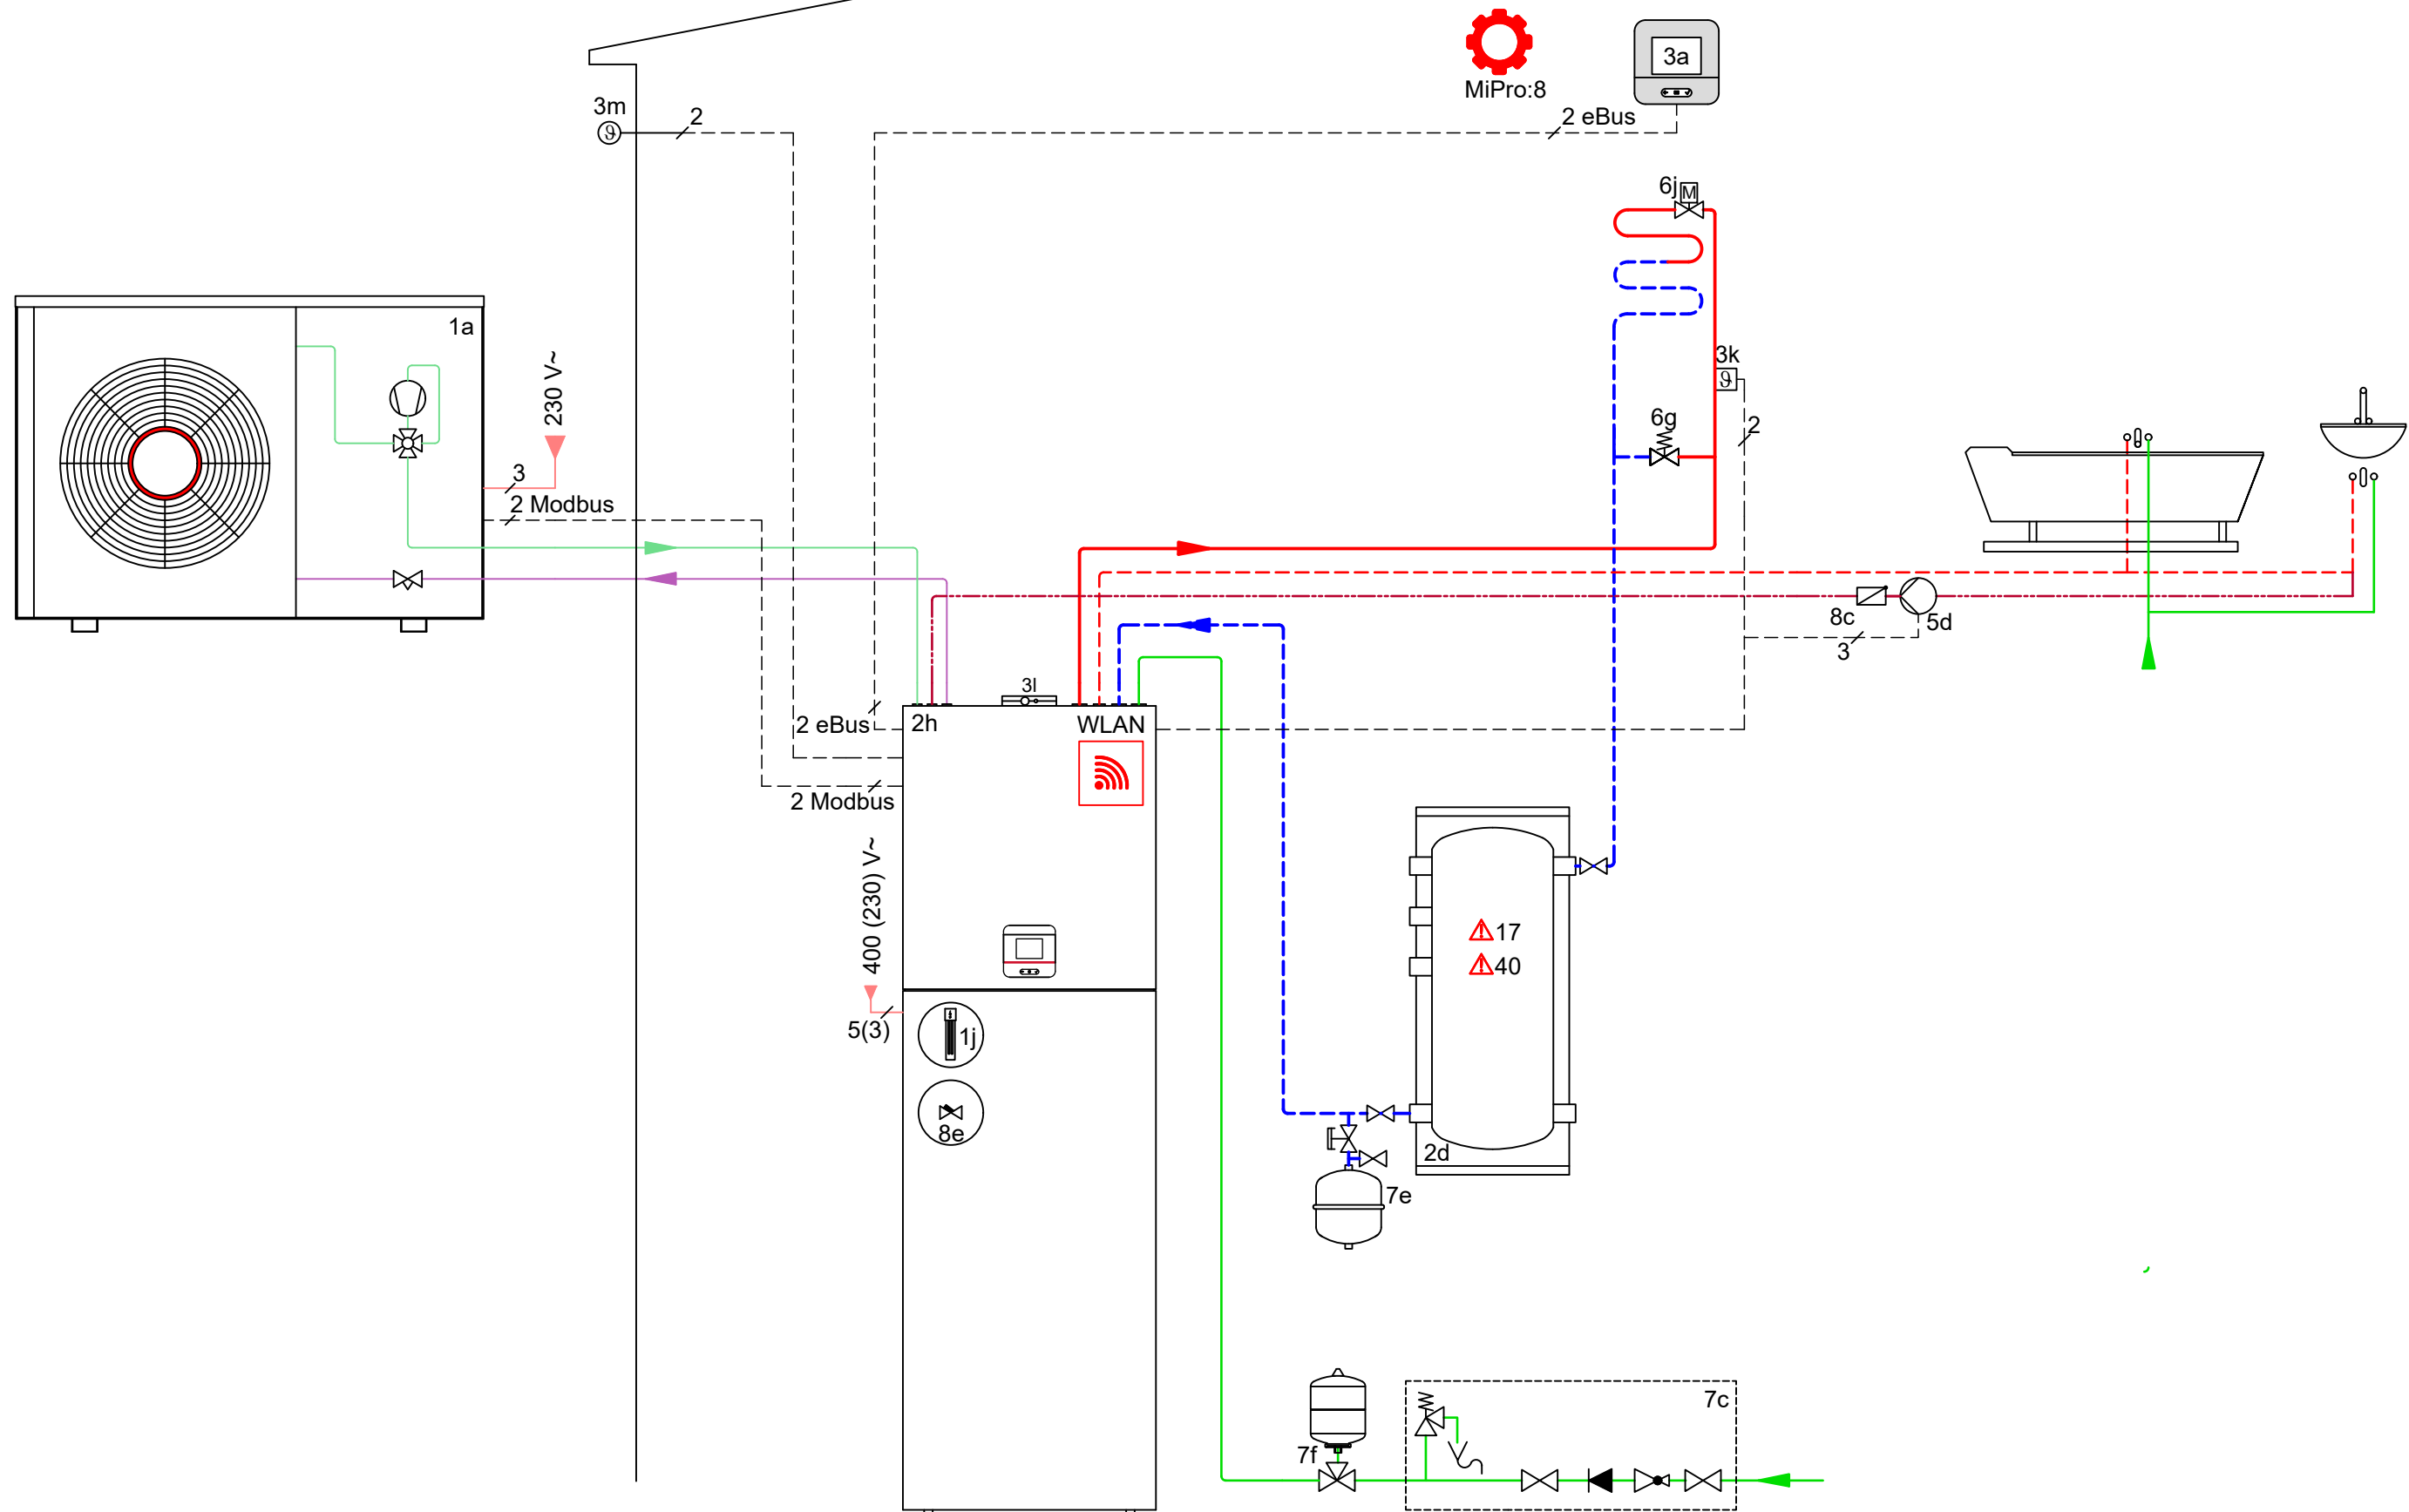 3a
MiPro:8
3m
2
2 eBus
6j
M
ϑ
1a
230 V~
3k
ϑ
6g
2
3
2 Modbus
8c
5d
3
3l
2 eBus
2h
WLAN
2 Modbus
400 (230) V~
17
40
5(3)
1j
8e
2d
7e
7c
7f